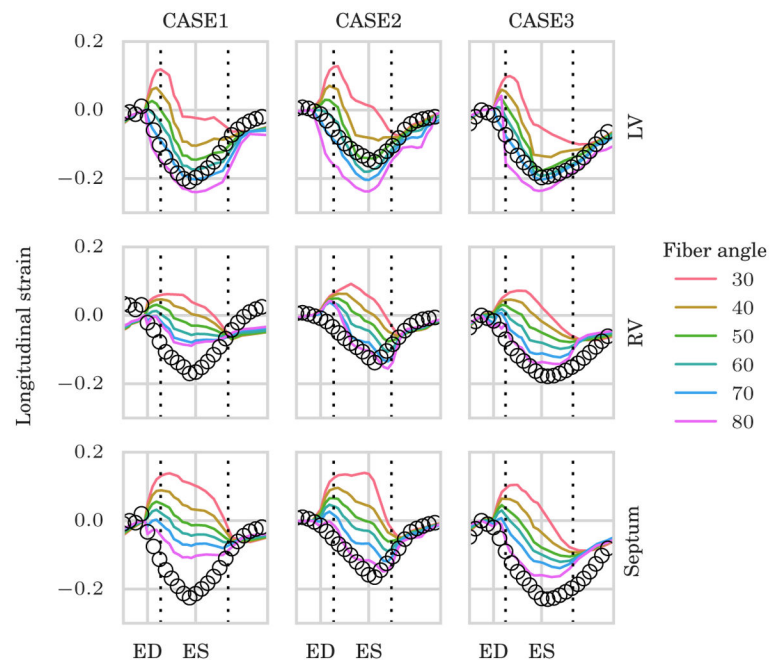 CASE1 CASE2 CASE3
0.2
0.0
−0.2
LV
0.2
0.0
−0.2
RV
0.2
0.0
−0.2
Septum
Longitudinal strain
ED ES ED ES ED ES
Fiber angle
30
40
50
60
70
80